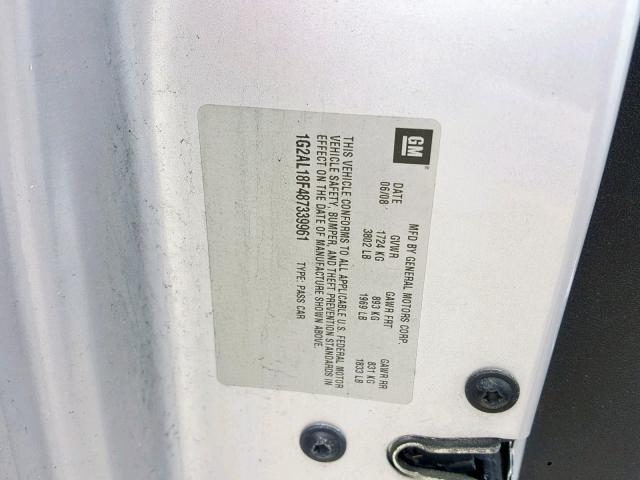 GM
®
MFD BY GENERAL MOTORS CORP.
DATE GVWR GAWR FRT GAWR RR
06/08 1724 KG 893 KG 831 KG
3802 LB 1969 LB 1833 LB
THIS VEHICLE CONFORMS TO ALL APPLICABLE U.S. FEDERAL MOTOR
VEHICLE SAFETY, BUMPER, AND THEFT PREVENTION STANDARDS IN
EFFECT ON THE DATE OF MANUFACTURE SHOWN ABOVE.
1G2AL18F487339961 TYPE: PASS CAR